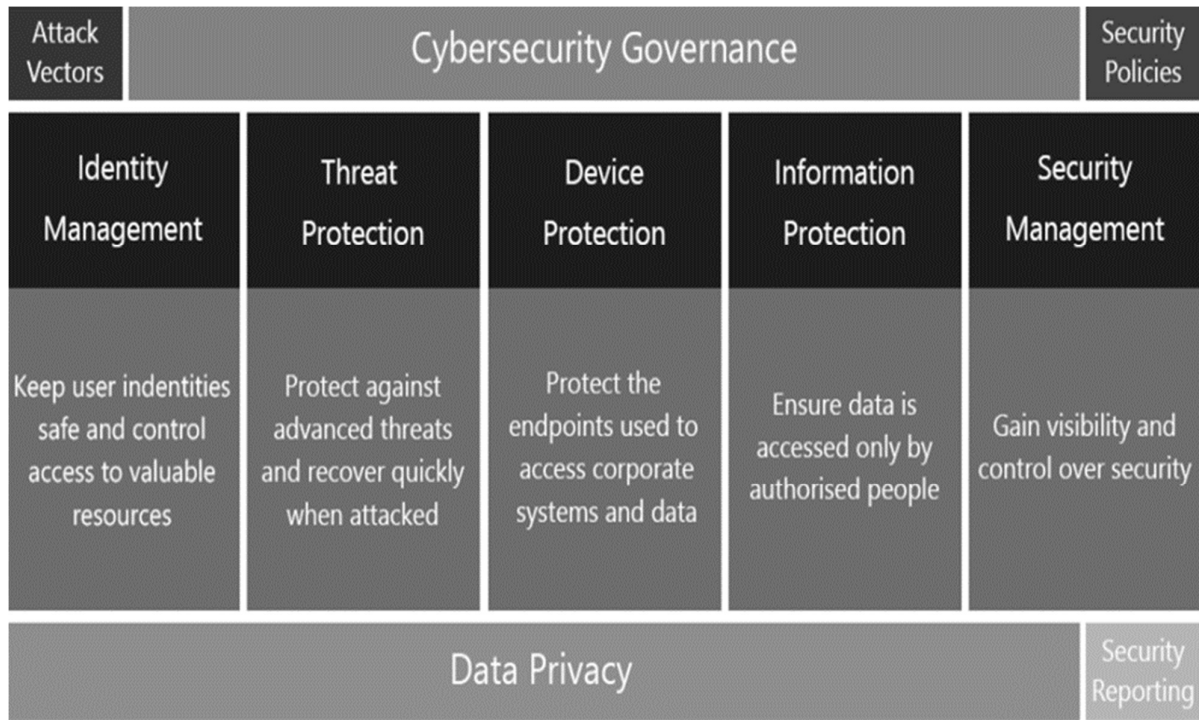 Attack
Vectors
Cybersecurity Governance
Security
Policies
Identity
Management
Threat
Protection
Device
Protection
Information
Protection
Security
Management
Keep user indentities
safe and control
access to valuable
resources
Protect against
advanced threats
and recover quickly
when attacked
Protect the
endpoints used to
access corporate
systems and data
Ensure data is
accessed only by
authorised people
Gain visibility and
control over security
Data Privacy
Security
Reporting